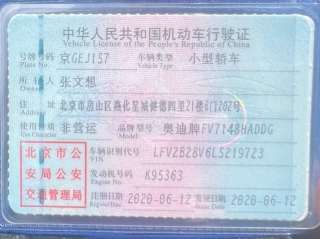 中华人民共和国机动车行驶证
Vehicle License of the People's Republic of China
号牌号码 京GEJ157 车辆类型 小型轿车
Plate No. Vehicle Type
所有人 张文想
Owner
住址 北京市房山区燕化星城修德四里21楼6门202号
使用性质 非营运 品牌型号 奥迪牌FV7148HADDG
北京市公
安局公安
交通管理局
车辆识别代号 LFV2B28V6L5219723
VIN
发动机号码 K95363
注册日期 2020-06-12 发证日期 2020-06-12
Register Date Issue Date